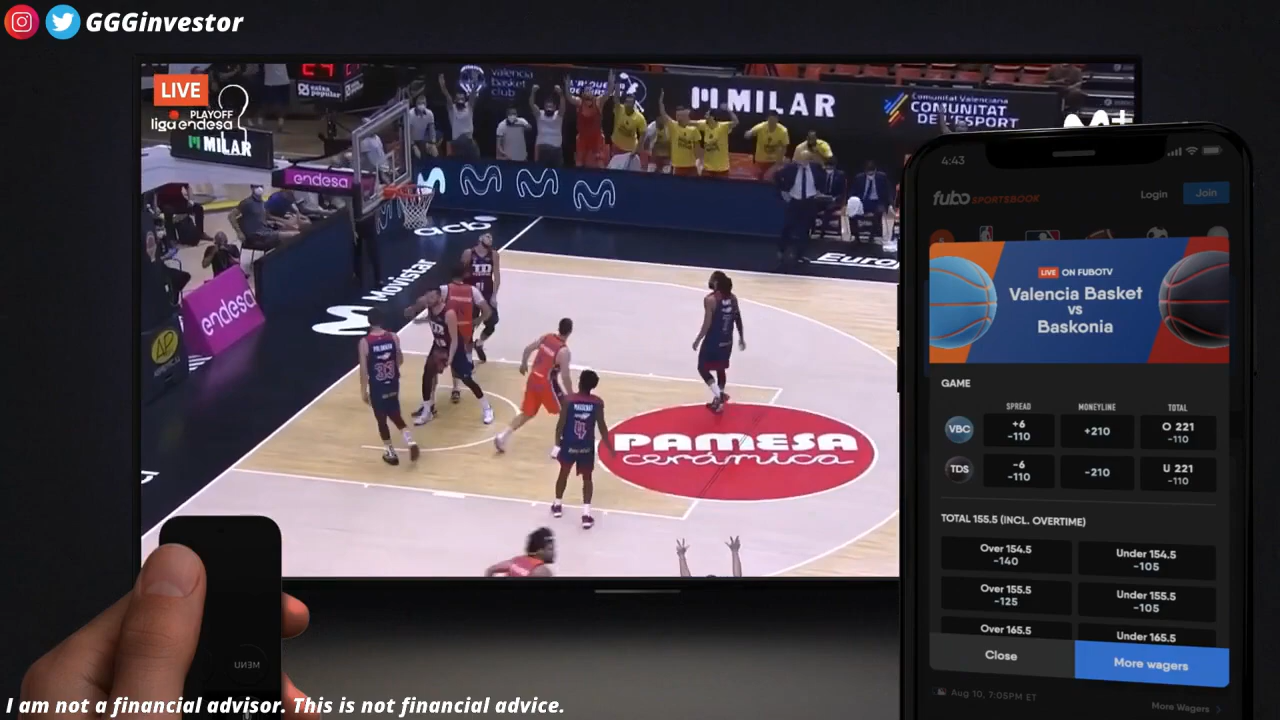 GGGinvestor
LIVE
PLAYOFF
liga endesa
MILAR
valencia
basket
club
MILAR
Comunitat Valenciana
COMUNITAT
DE L'ESPORT
endesa
acb
Movistar
endesa
Euro
TD
33
4
PAMESA
cerámica
MENU
4:43
fubo SPORTSBOOK
Login
Join
LIVE ON FUBOTV
Valencia Basket
vs
Baskonia
GAME
SPREAD MONEYLINE TOTAL
VBC +6 -110 +210 O 221 -110
TDS -6 -110 -210 U 221 -110
TOTAL 155.5 (INCL. OVERTIME)
Over 154.5 Under 154.5
-140 -105
Over 155.5 Under 155.5
-125 -105
Over 165.5 Under 165.5
Close More wagers
Aug 10, 7:05PM ET
More Wagers
I am not a financial advisor. This is not financial advice.